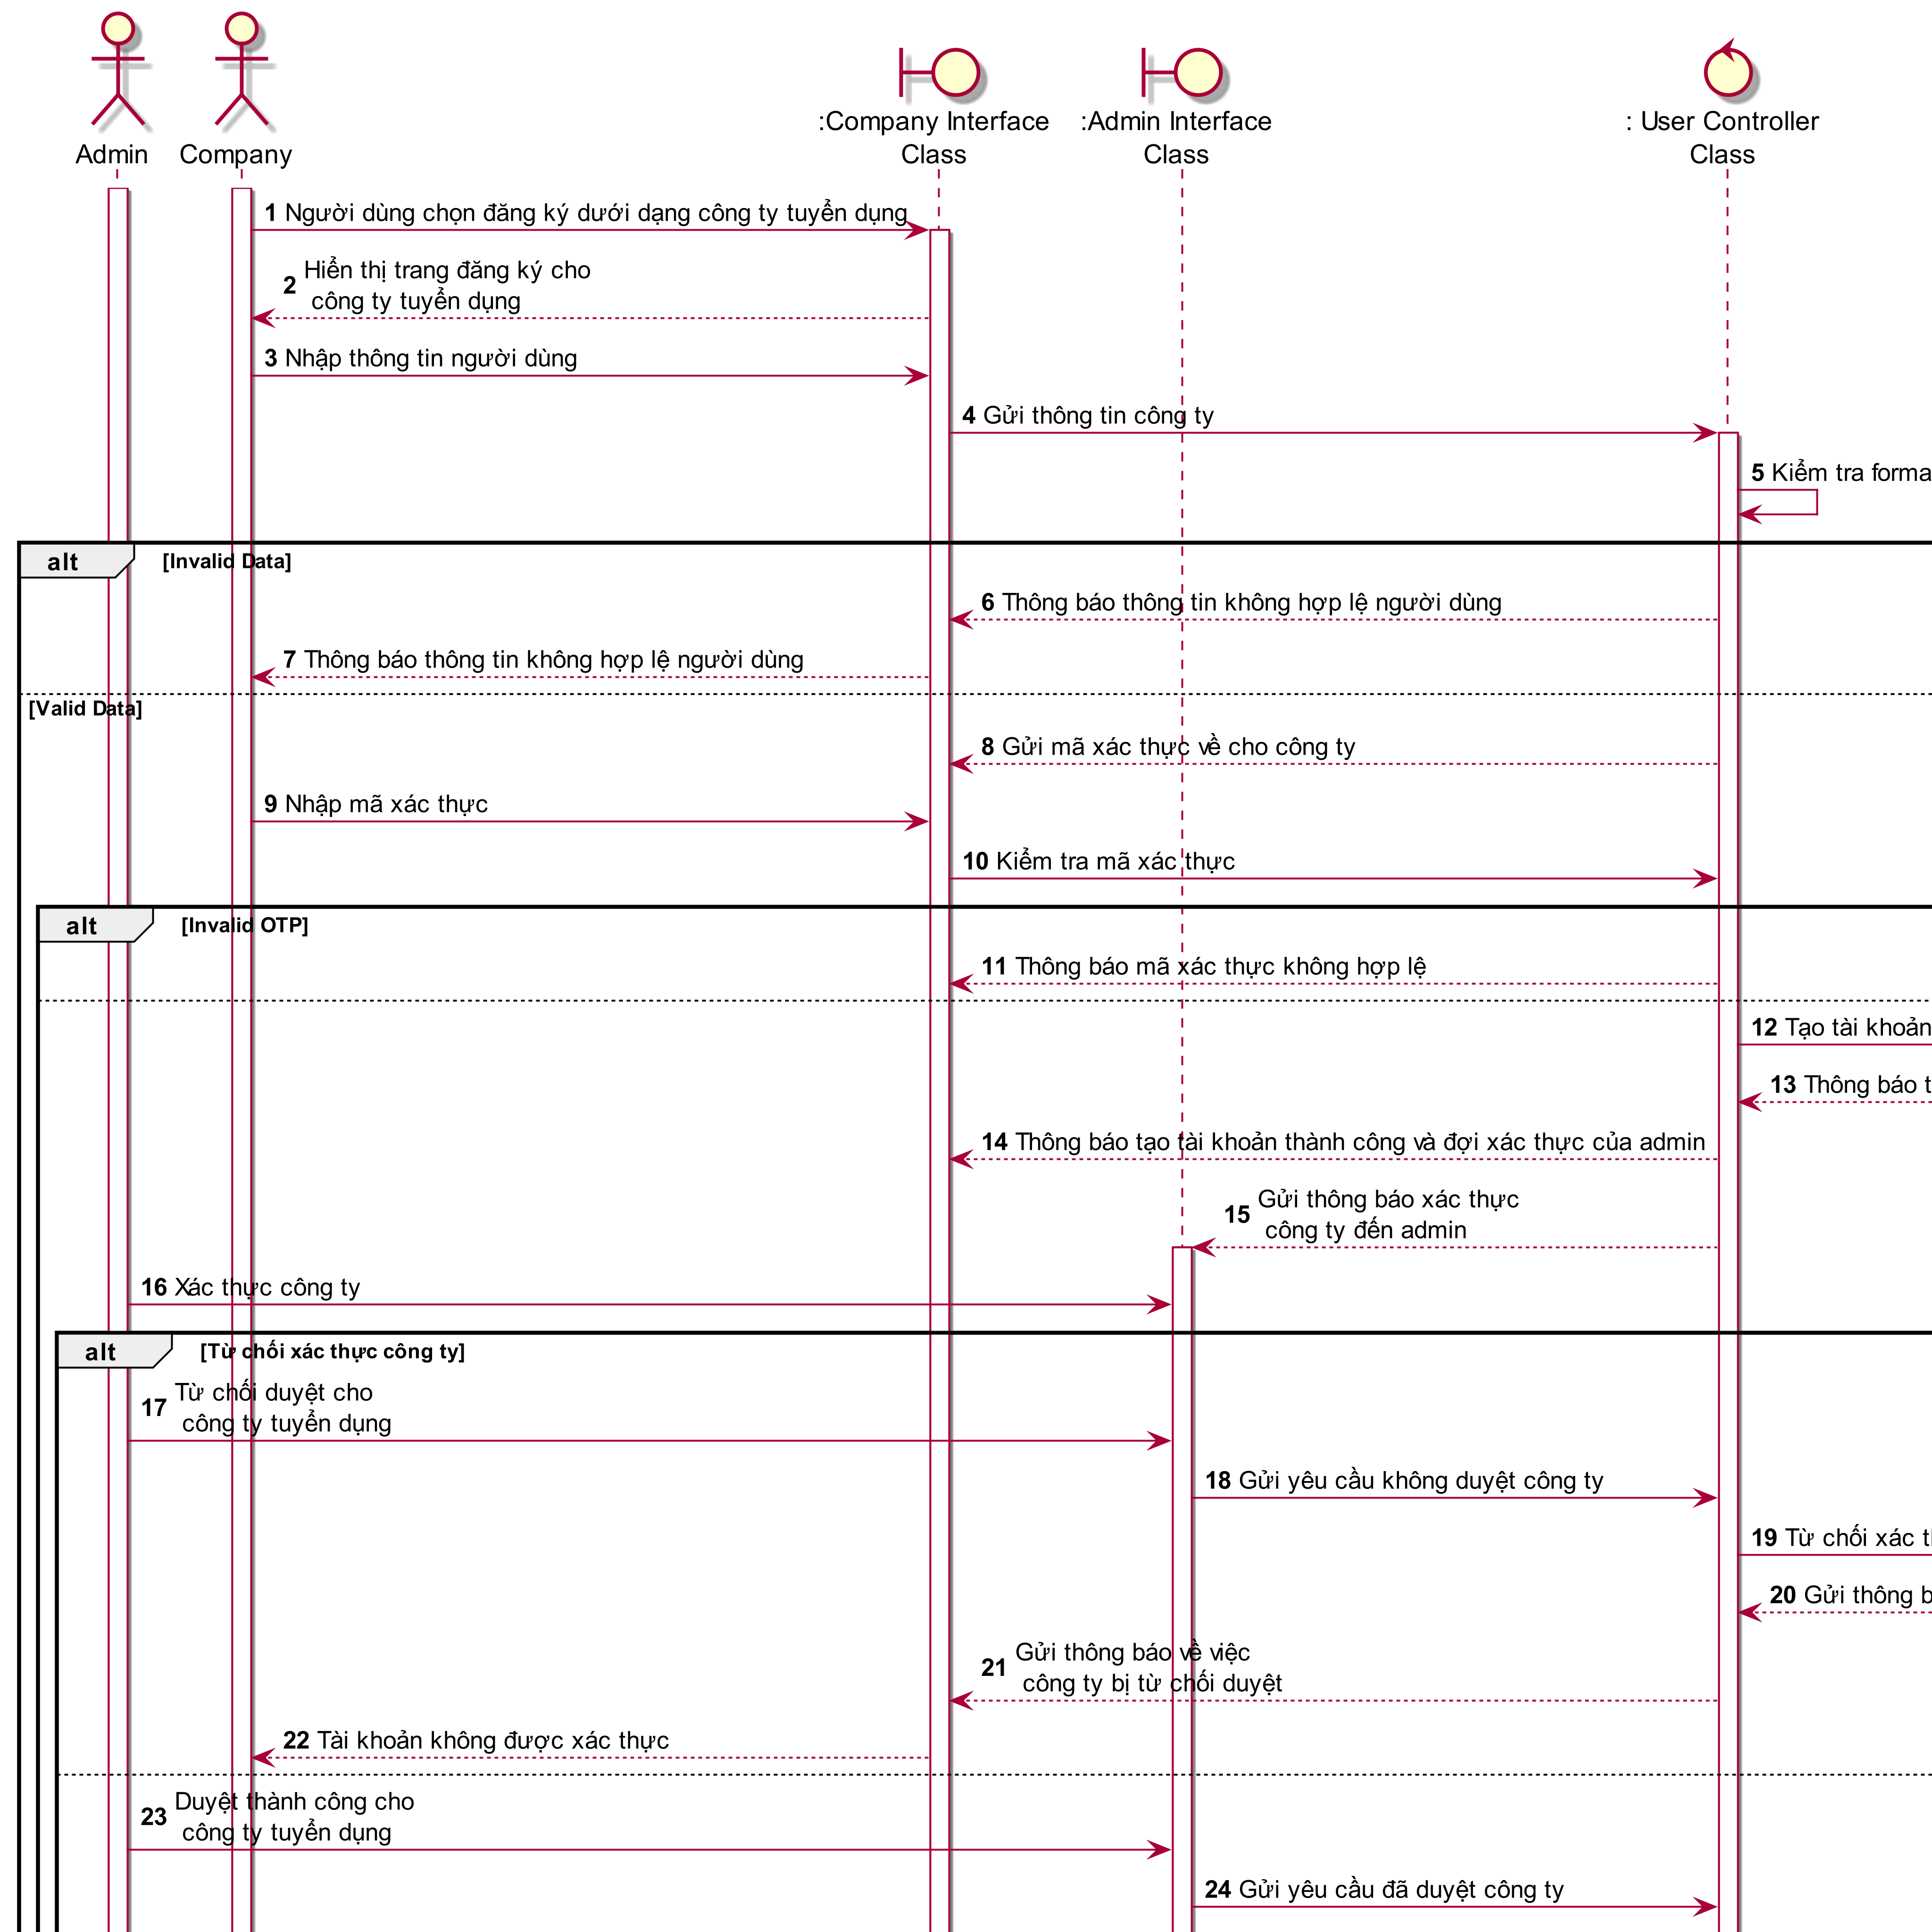 Admin
Company
:Company Interface
Class
:Admin Interface
Class
: User Controller
Class
1 Người dùng chọn đăng ký dưới dạng công ty tuyển dụng
2 Hiển thị trang đăng ký cho
công ty tuyển dụng
3 Nhập thông tin người dùng
4 Gửi thông tin công ty
5 Kiểm tra forma
alt [Invalid Data]
6 Thông báo thông tin không hợp lệ người dùng
7 Thông báo thông tin không hợp lệ người dùng
[Valid Data]
8 Gửi mã xác thực về cho công ty
9 Nhập mã xác thực
10 Kiểm tra mã xác thực
alt [Invalid OTP]
11 Thông báo mã xác thực không hợp lệ
12 Tạo tài khoản
13 Thông báo t
14 Thông báo tạo tài khoản thành công và đợi xác thực của admin
15 Gửi thông báo xác thực
công ty đến admin
16 Xác thực công ty
alt [Từ chối xác thực công ty]
17 Từ chối duyệt cho
công ty tuyển dụng
18 Gửi yêu cầu không duyệt công ty
19 Từ chối xác th
20 Gửi thông b
21 Gửi thông báo về việc
công ty bị từ chối duyệt
22 Tài khoản không được xác thực
23 Duyệt thành công cho
công ty tuyển dụng
24 Gửi yêu cầu đã duyệt công ty